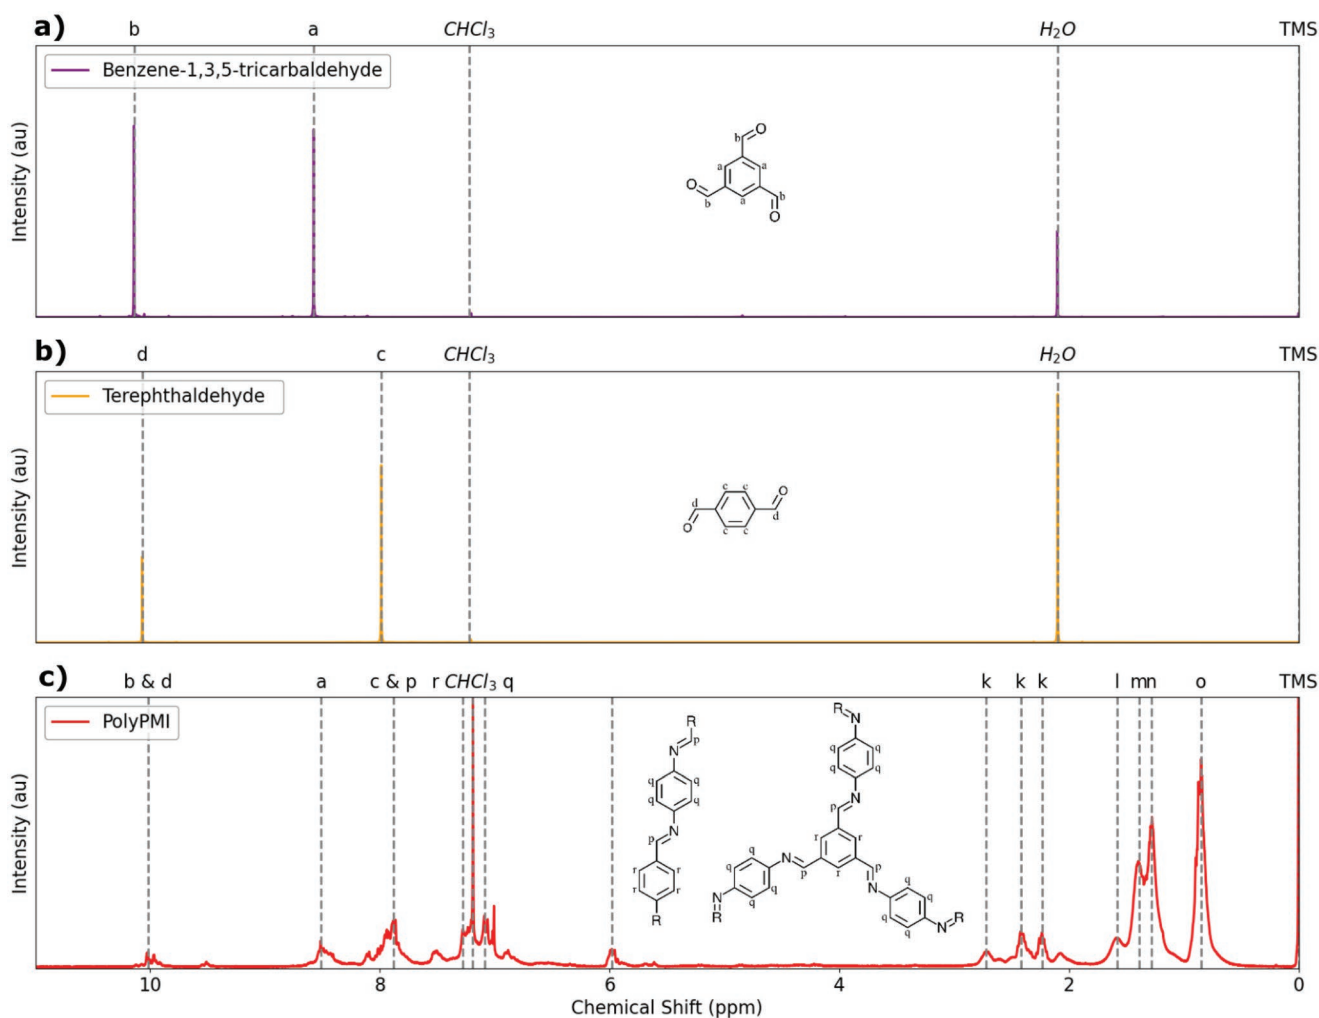 a) b a CHCl₃ H₂O TMS
Benzene-1,3,5-tricarbaldehyde
Intensity (au)
O
b
a a
O
b a b
O
b) d c CHCl₃ H₂O TMS
Terephthaldehyde
Intensity (au)
c c O
d
d
O c c
c) b & d a c & p r CHCl₃ q k k k l m n o TMS
PolyPMI
Intensity (au)
R
p
N
q q
q q
N
p
r r
r r
R
R N
q q
q q
N
p
r r
q N p
q p r N q
q q q q
N q N R
R
10 8 6 4 2 0
Chemical Shift (ppm)